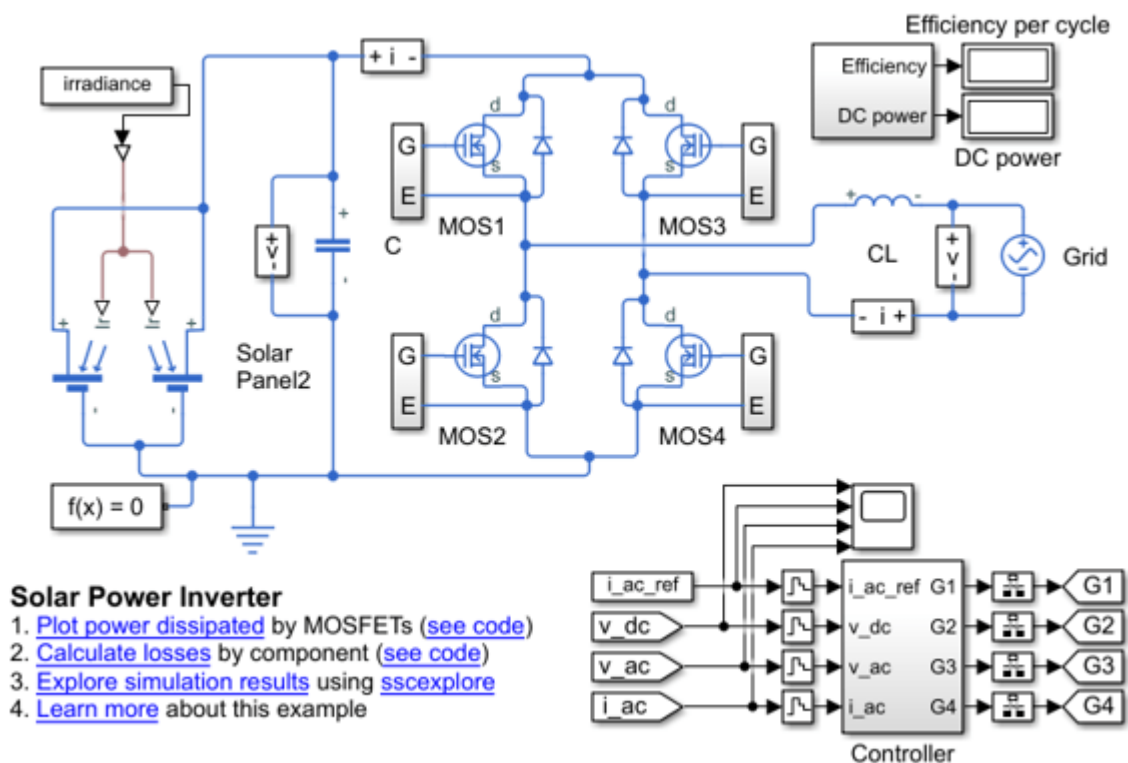 Efficiency per cycle
irradiance
+ i -
Efficiency
DC power
DC power
d
d
G
G
s
s
E
E
MOS1
MOS3
+
-
+
+ v -
C
+ v -
CL
+ v -
Grid
-
- i +
+
Ir
Ir
+
d
d
G
G
s
s
E
E
Solar
Panel2
-
-
MOS2
MOS4
f(x) = 0
Solar Power Inverter
1. Plot power dissipated by MOSFETs (see code)
2. Calculate losses by component (see code)
3. Explore simulation results using sscexplore
4. Learn more about this example
i_ac_ref
i_ac_ref
G1
G1
v_dc
v_dc
G2
G2
v_ac
v_ac
G3
G3
i_ac
i_ac
G4
G4
Controller